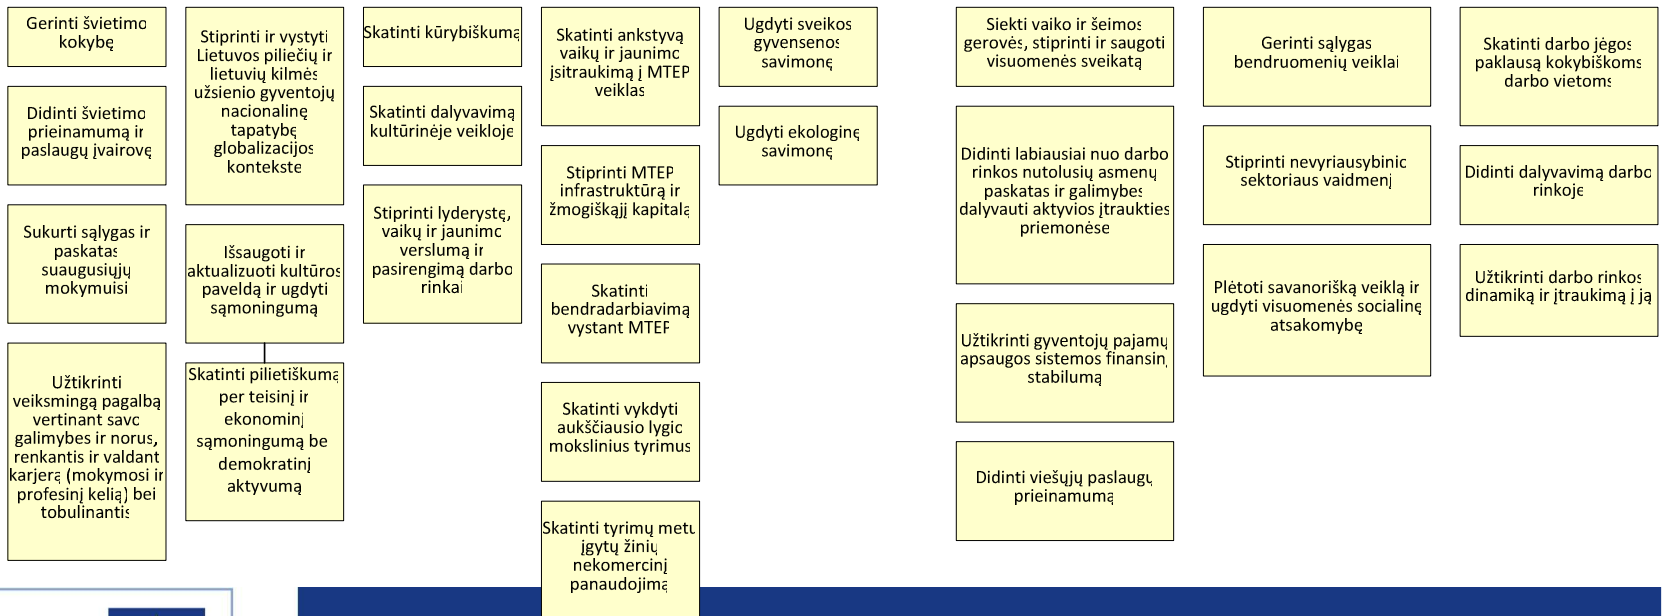 Gerinti švietimo
kokybę
Didinti švietimo
prieinamumą ir
paslaugų įvairovę
Sukurti sąlygas ir
paskatas
suaugusiųjų
mokymuisi
Užtikrinti
veiksmingą pagalbą
vertinant savo
galimybes ir norus,
renkantis ir valdant
karjerą (mokymosi ir
profesinį kelią) bei
tobulinantis
Stiprinti ir vystyti
Lietuvos piliečių ir
lietuvių kilmės
užsienio gyventojų
nacionalinę
tapatybę
globalizacijos
kontekste
Išsaugoti ir
aktualizuoti kultūros
paveldą ir ugdyti
sąmoningumą
Skatinti pilietiškumą
per teisinį ir
ekonominį
sąmoningumą be
demokratinį
aktyvumą
Skatinti kūrybiškumą
Skatinti dalyvavimą
kultūrinėje veikloje
Stiprinti lyderystę,
vaikų ir jaunimo
verslumą ir
pasirengimą darbo
rinkai
Skatinti ankstyvą
vaikų ir jaunimo
įsitraukimą į MTEP
veiklas
Stiprinti MTEP
infrastruktūrą ir
žmogiškąjį kapitalą
Skatinti
bendradarbiavimą
vystant MTEP
Skatinti vykdyti
aukščiausio lygio
mokslinius tyrimus
Skatinti tyrimų metu
įgytų žinių
nekomercinį
panaudojimą
Ugdyti sveikos
gyvensenos
savimonę
Ugdyti ekologinę
savimonę
Siekti vaiko ir šeimos
gerovės, stiprinti ir saugoti
visuomenės sveikatą
Didinti labiausiai nuo darbo
rinkos nutolusių asmenų
paskatas ir galimybes
dalyvauti aktyvios įtraukties
priemonėse
Užtikrinti gyventojų pajamų
apsaugos sistemos finansinį
stabilumą
Didinti viešųjų paslaugų
prieinamumą
Gerinti sąlygas
bendruomenių veiklai
Stiprinti nevyriausybinio
sektoriaus vaidmenį
Plėtoti savanorišką veiklą ir
ugdyti visuomenės socialinę
atsakomybę
Skatinti darbo jėgos
paklausą kokybiškoms
darbo vietoms
Didinti dalyvavimą darbo
rinkoje
Užtikrinti darbo rinkos
dinamiką ir įtraukimą į ją